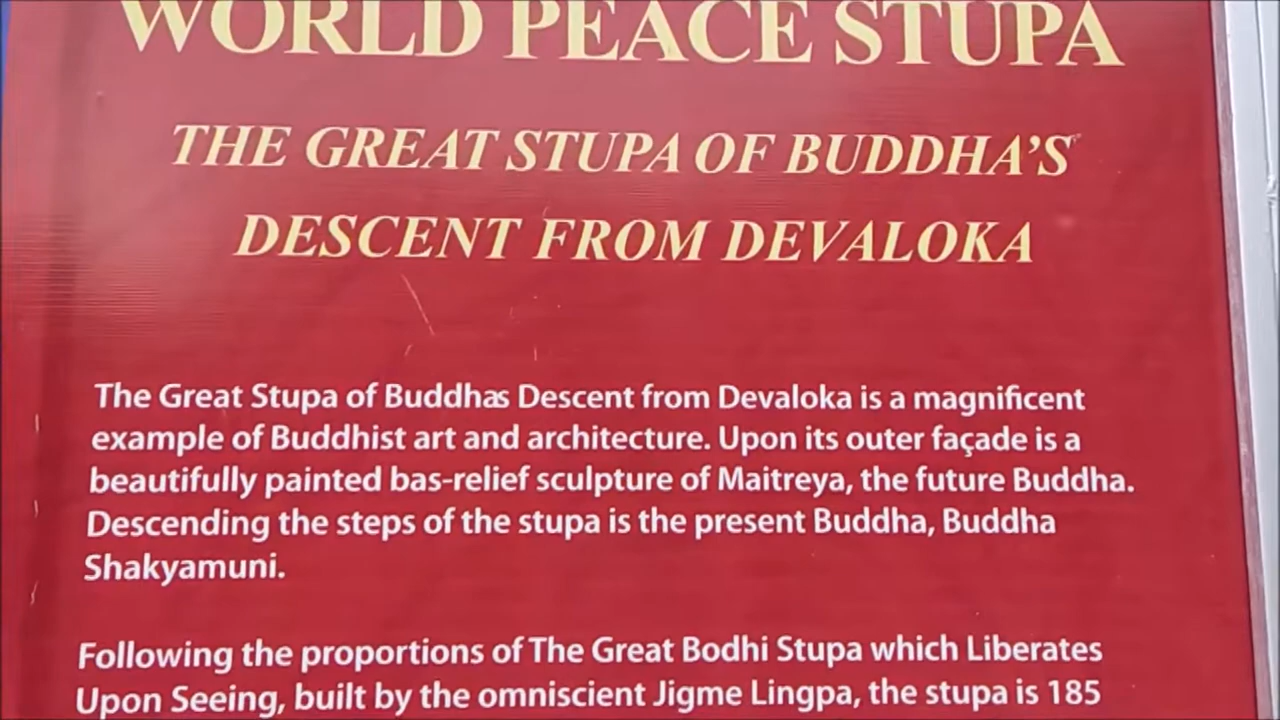 WORLD PEACE STUPA
THE GREAT STUPA OF BUDDHA'S
DESCENT FROM DEVALOKA
The Great Stupa of Buddhas Descent from Devaloka is a magnificent
example of Buddhist art and architecture. Upon its outer façade is a
beautifully painted bas-relief sculpture of Maitreya, the future Buddha.
Descending the steps of the stupa is the present Buddha, Buddha
Shakyamuni.
Following the proportions of The Great Bodhi Stupa which Liberates
Upon Seeing, built by the omniscient Jigme Lingpa, the stupa is 185